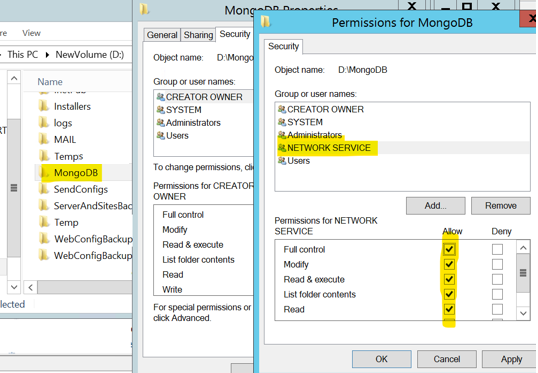 MongoDB Properties
Permissions for MongoDB
View
This PC
NewVolume (D:)
Name
Installers
logs
MAIL
Temps
MongoDB
SendConfigs
ServerAndSitesBac
Temp
WebConfigBackup
WebConfigBackup
General
Sharing
Security
Object name: D:\Mongo
Group or user names:
CREATOR OWNER
SYSTEM
Administrators
Users
To change permissions, cli
Permissions for CREATOR
OWNER
Full control
Modify
Read & execute
List folder contents
Read
Write
For special permissions or
click Advanced.
Security
Object name: D:\MongoDB
Group or user names:
CREATOR OWNER
SYSTEM
Administrators
NETWORK SERVICE
Users
Add...
Remove
Permissions for NETWORK
SERVICE
Allow
Deny
Full control
Modify
Read & execute
List folder contents
Read
OK
Cancel
Apply